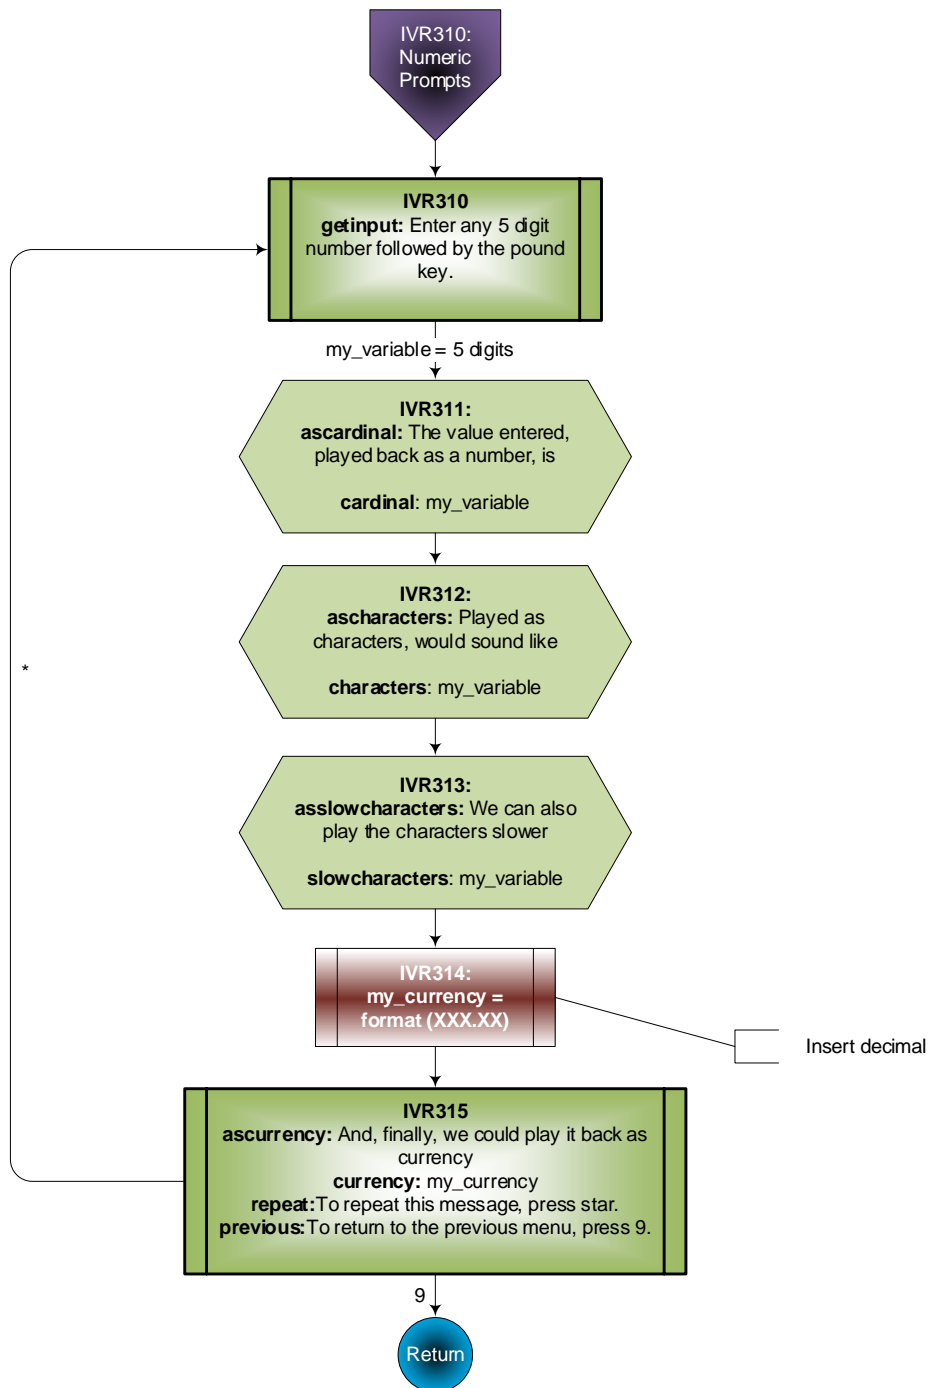 IVR310:
Numeric
Prompts
IVR310
getinput: Enter any 5 digit
number followed by the pound
key.
my_variable = 5 digits
IVR311:
ascardinal: The value entered,
played back as a number, is
cardinal: my_variable
IVR312:
ascharacters: Played as
characters, would sound like
characters: my_variable
*
IVR313:
asslowcharacters: We can also
play the characters slower
slowcharacters: my_variable
IVR314:
my_currency =
format (XXX.XX)
Insert decimal
IVR315
ascurrency: And, finally, we could play it back as
currency
currency: my_currency
repeat:To repeat this message, press star.
previous:To return to the previous menu, press 9.
9
Return